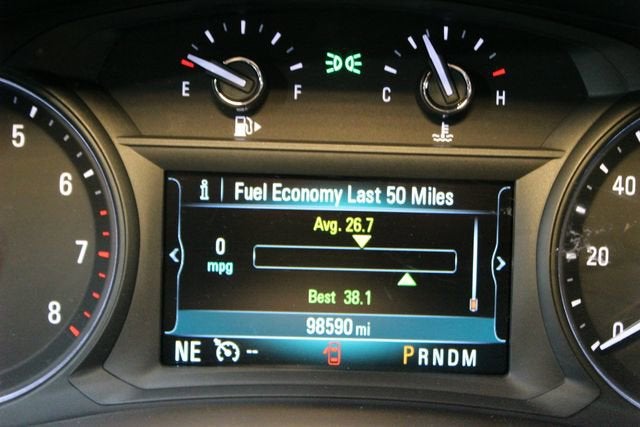 E F
C H
5
6
7
8
i Fuel Economy Last 50 Miles
Avg. 26.7
0
mpg
Best 38.1
98590 mi
NE -- PRNDM
40
20
0